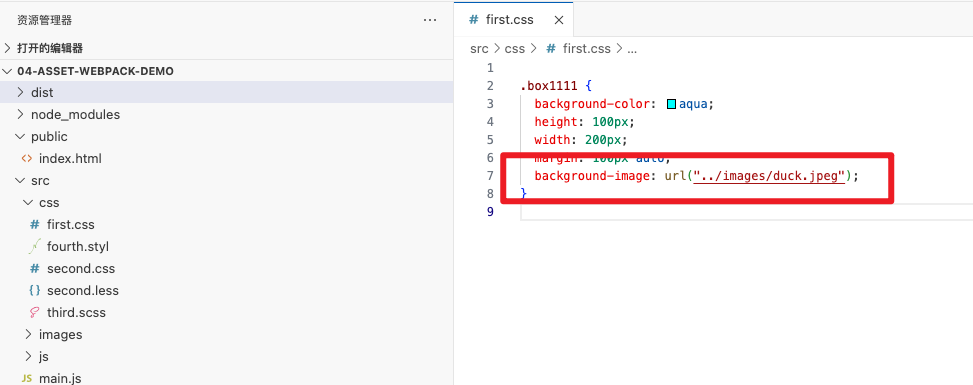 资源管理器
打开的编辑器
04-ASSET-WEBPACK-DEMO
dist
node_modules
public
<> index.html
src
css
# first.css
fourth.styl
# second.css
{} second.less
third.scss
images
js
JS main.js
# first.css ×
src > css > # first.css > ...
1
2 .box1111 {
3 background-color: aqua;
4 height: 100px;
5 width: 200px;
6 margin: 100px auto;
7 background-image: url("../images/duck.jpeg");
8 }
9